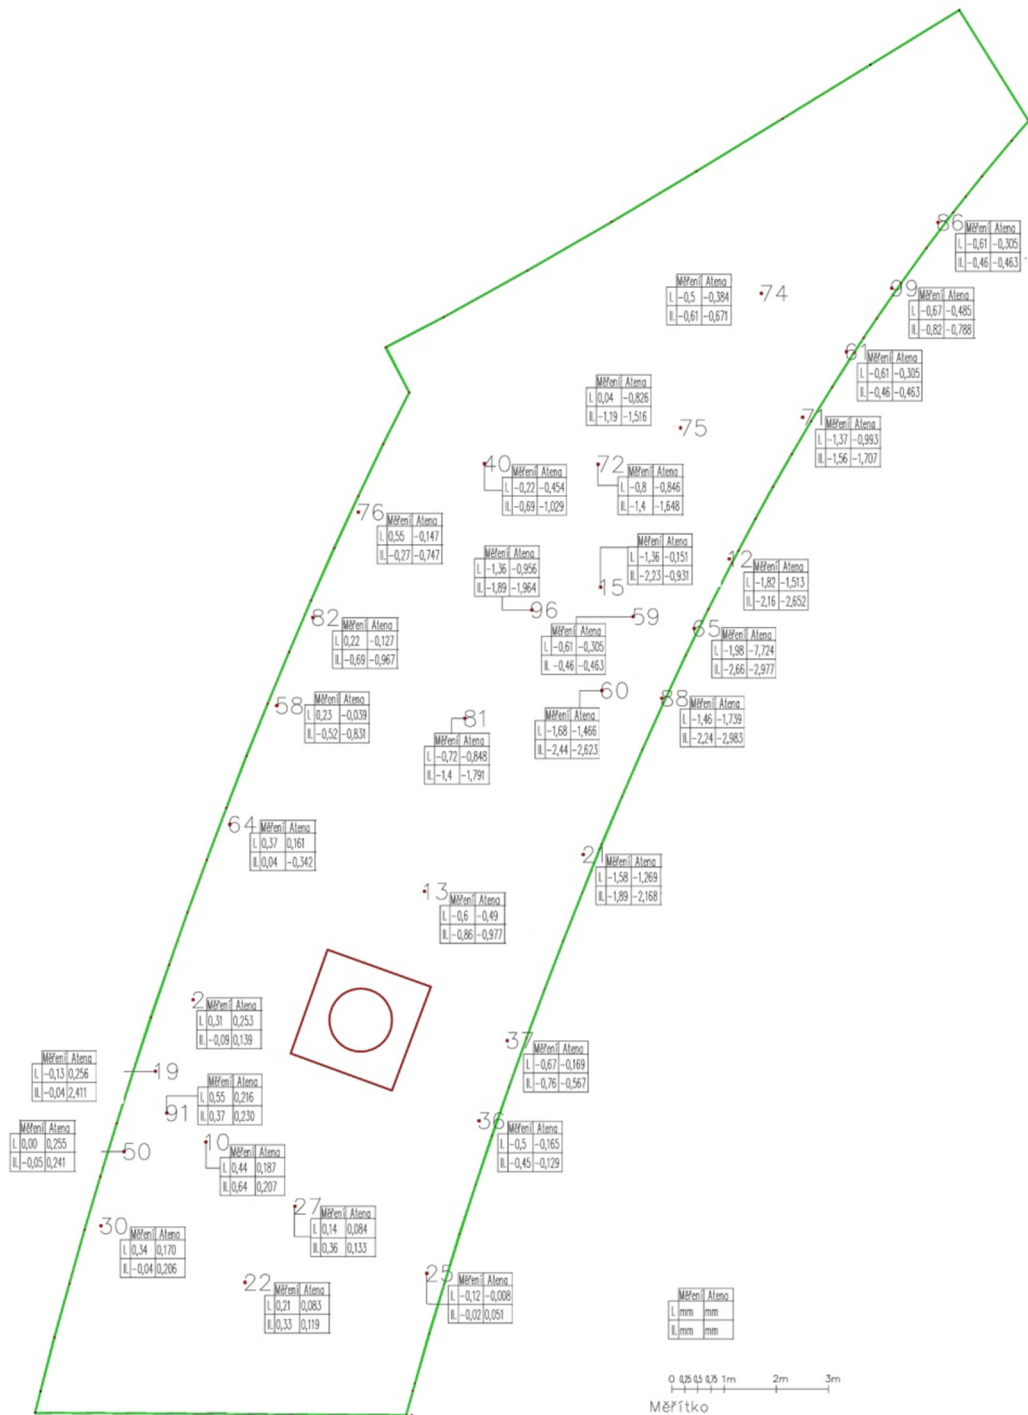 86
Měření Atena
I. -0,61 -0,305
II. -0,46 -0,463
74
Měření Atena
I. -0,5 -0,384
II. -0,61 -0,671
99
Měření Atena
I. -0,67 -0,485
II. -0,82 -0,788
61
Měření Atena
I. -0,61 -0,305
II. -0,46 -0,463
75
Měření Atena
I. 0,04 -0,826
II. -1,19 -1,516
71
Měření Atena
I. -1,37 -0,993
II. -1,56 -1,707
40
Měření Atena
I. -0,22 -0,454
II. -0,69 -1,029
72
Měření Atena
I. -0,8 -0,846
II. -1,4 -1,648
76
Měření Atena
I. 0,55 -0,147
II. -0,27 -0,747
15
Měření Atena
I. -1,36 -0,151
II. -2,23 -0,931
12
Měření Atena
I. -1,82 -1,513
II. -2,16 -2,652
96
Měření Atena
I. -1,36 -0,956
II. -1,89 -1,964
82
Měření Atena
I. 0,22 -0,127
II. -0,69 -0,967
59
Měření Atena
I. -0,61 -0,305
II. -0,46 -0,463
65
Měření Atena
I. -1,98 -7,724
II. -2,66 -2,977
58
Měření Atena
I. 0,23 -0,039
II. -0,52 -0,831
60
Měření Atena
I. -1,68 -1,466
II. -2,44 -2,623
88
Měření Atena
I. -1,46 -1,739
II. -2,24 -2,983
81
Měření Atena
I. -0,72 -0,848
II. -1,4 -1,791
64
Měření Atena
I. 0,37 0,161
II. 0,04 -0,342
21
Měření Atena
I. -1,58 -1,269
II. -1,89 -2,168
13
Měření Atena
I. -0,6 -0,49
II. -0,86 -0,977
2
Měření Atena
I. 0,31 0,253
II. -0,09 0,139
37
Měření Atena
I. -0,67 -0,169
II. -0,76 -0,567
19
Měření Atena
I. -0,13 0,256
II. -0,04 2,411
91
Měření Atena
I. 0,55 0,216
II. 0,37 0,230
36
Měření Atena
I. -0,5 -0,165
II. -0,45 -0,129
50
Měření Atena
I. 0,00 0,255
II. -0,05 0,241
10
Měření Atena
I. 0,44 0,187
II. 0,64 0,207
27
Měření Atena
I. 0,14 0,084
II. 0,36 0,133
30
Měření Atena
I. 0,34 0,170
II. -0,04 0,206
22
Měření Atena
I. 0,21 0,083
II. 0,33 0,119
25
Měření Atena
I. -0,12 -0,008
II. -0,02 0,051
Měření Atena
I. mm mm
II. mm mm
0 0,25 0,5 0,75 1m 2m 3m
Měřítko